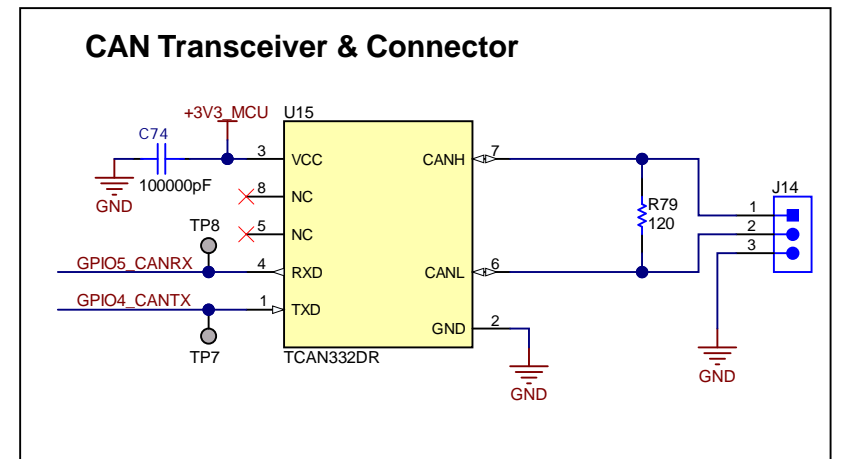 CAN Transceiver & Connector
+3V3_MCU
U15
C74
3
VCC
CANH
7
100000pF
GND
8
NC
R79
120
J14
1
2
3
TP8
5
NC
GPIO5_CANRX
4
RXD
CANL
6
GPIO4_CANTX
1
TXD
GND
2
TP7
TCAN332DR
GND
GND